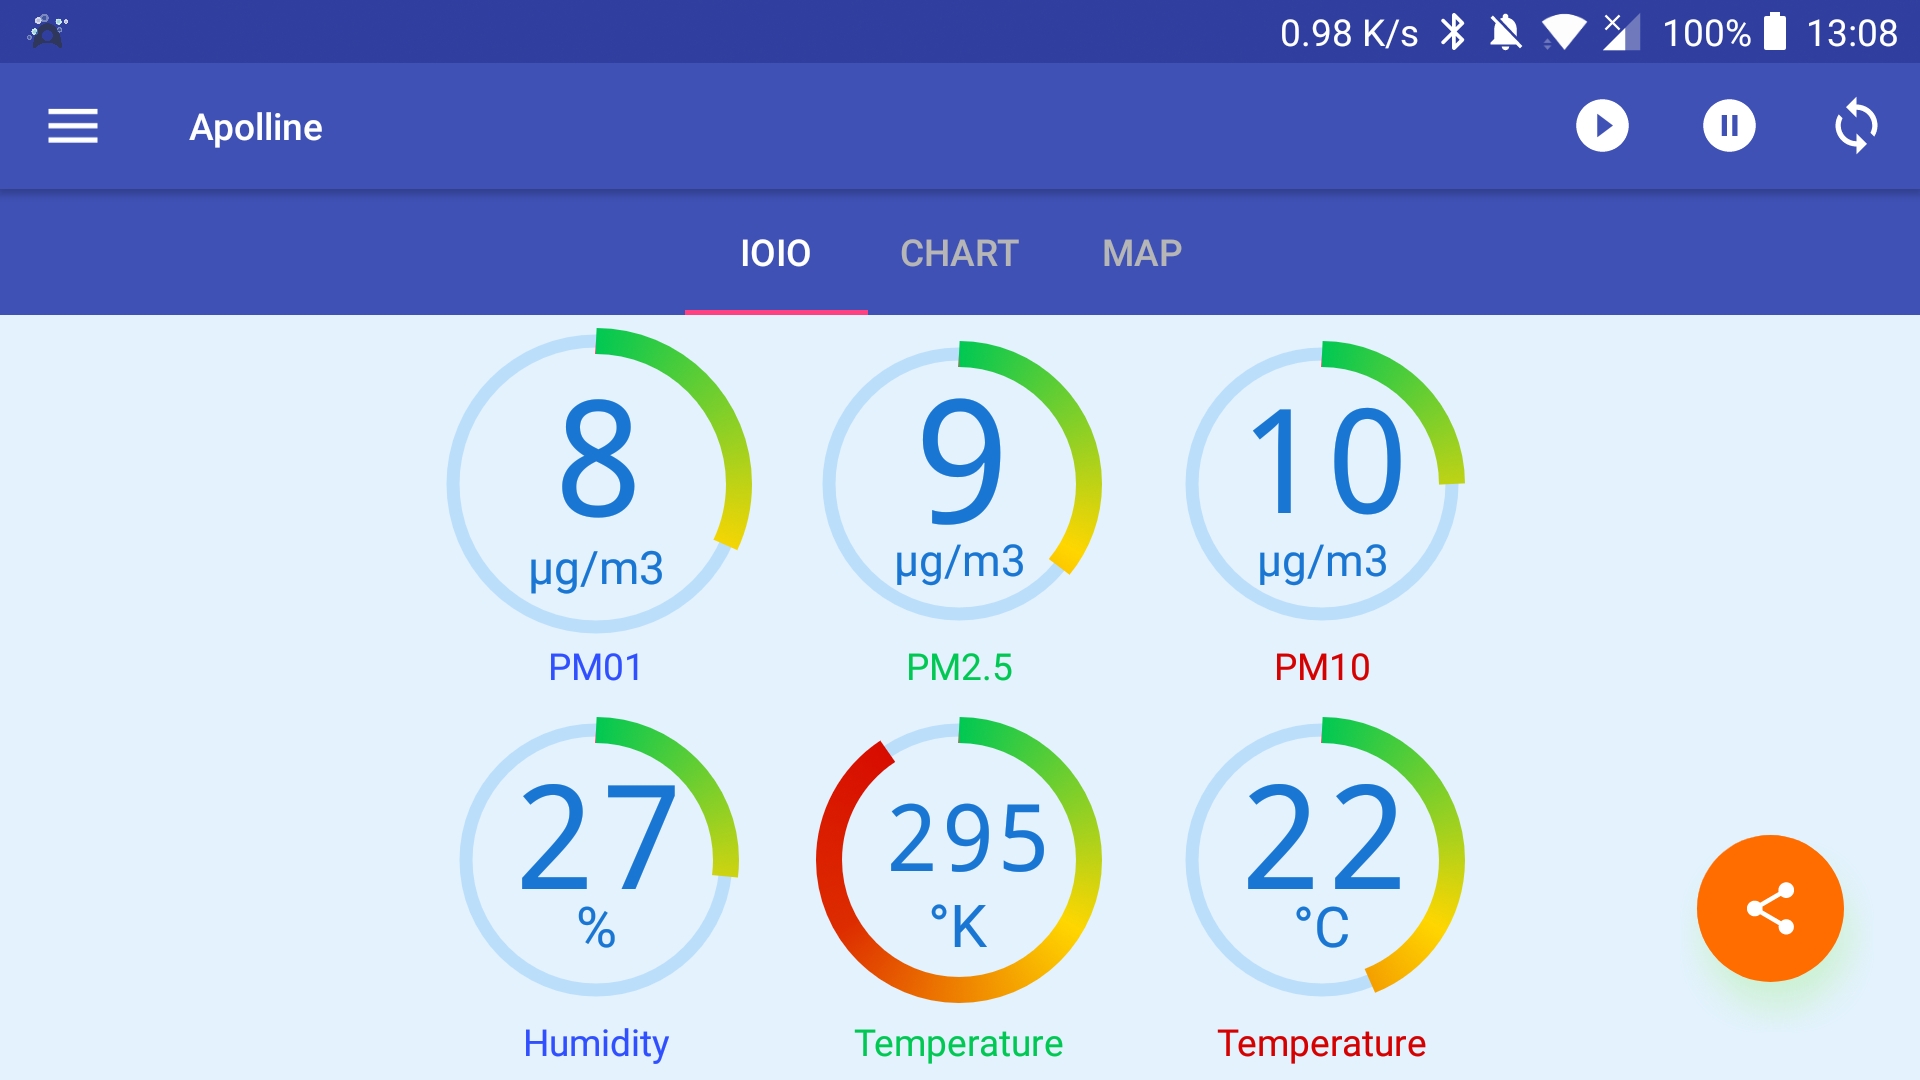 0.98 K/s 100% 13:08
Apolline
IOIO CHART MAP
8 9 10
µg/m3 µg/m3 µg/m3
PM01 PM2.5 PM10
27 295 22
% °K °C
Humidity Temperature Temperature